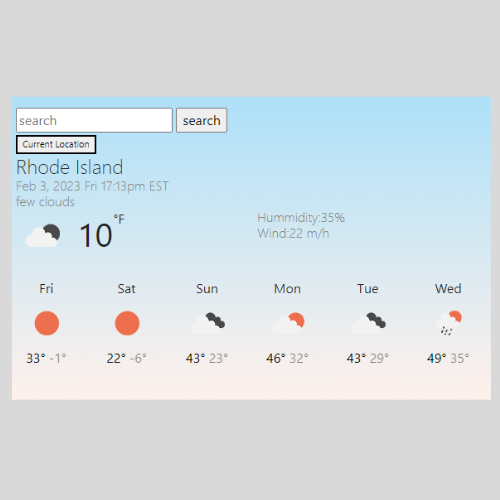 search search
Current Location
Rhode Island
Feb 3, 2023 Fri 17:13pm EST
few clouds
10 °F
Hummidity:35%
Wind:22 m/h
Fri Sat Sun Mon Tue Wed
33° -1° 22° -6° 43° 23° 46° 32° 43° 29° 49° 35°